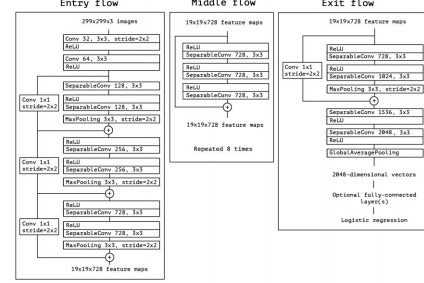 Entry flow
299x299x3 images
Conv 32, 3x3, stride=2x2
ReLU
Conv 64, 3x3
ReLU
SeparableConv 128, 3x3
Conv 1x1
stride=2x2
ReLU
SeparableConv 128, 3x3
MaxPooling 3x3, stride=2x2
+
ReLU
SeparableConv 256, 3x3
Conv 1x1
stride=2x2
ReLU
SeparableConv 256, 3x3
MaxPooling 3x3, stride=2x2
+
ReLU
SeparableConv 728, 3x3
Conv 1x1
stride=2x2
ReLU
SeparableConv 728, 3x3
MaxPooling 3x3, stride=2x2
+
19x19x728 feature maps
Middle flow
19x19x728 feature maps
ReLU
SeparableConv 728, 3x3
ReLU
SeparableConv 728, 3x3
ReLU
SeparableConv 728, 3x3
+
19x19x728 feature maps
Repeated 8 times
Exit flow
19x19x728 feature maps
ReLU
SeparableConv 728, 3x3
Conv 1x1
stride=2x2
ReLU
SeparableConv 1024, 3x3
MaxPooling 3x3, stride=2x2
+
SeparableConv 1536, 3x3
ReLU
SeparableConv 2048, 3x3
ReLU
GlobalAveragePooling
2048-dimensional vectors
Optional fully-connected
layer(s)
Logistic regression